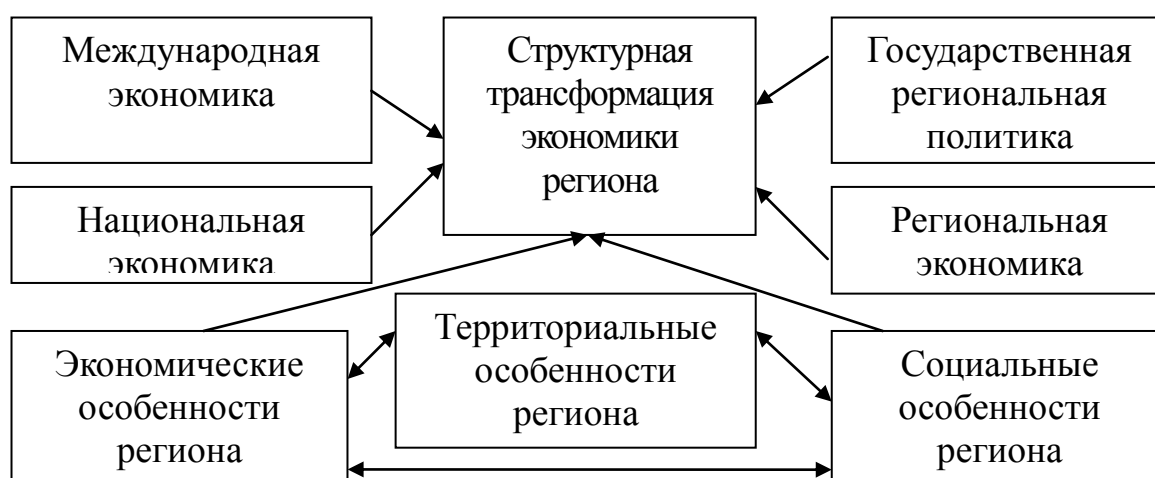 Международная
экономика
Структурная
трансформация
экономики
региона
Государственная
региональная
политика
Национальная
экономика
Региональная
экономика
Экономические
особенности
региона
Территориальные
особенности
региона
Социальные
особенности
региона